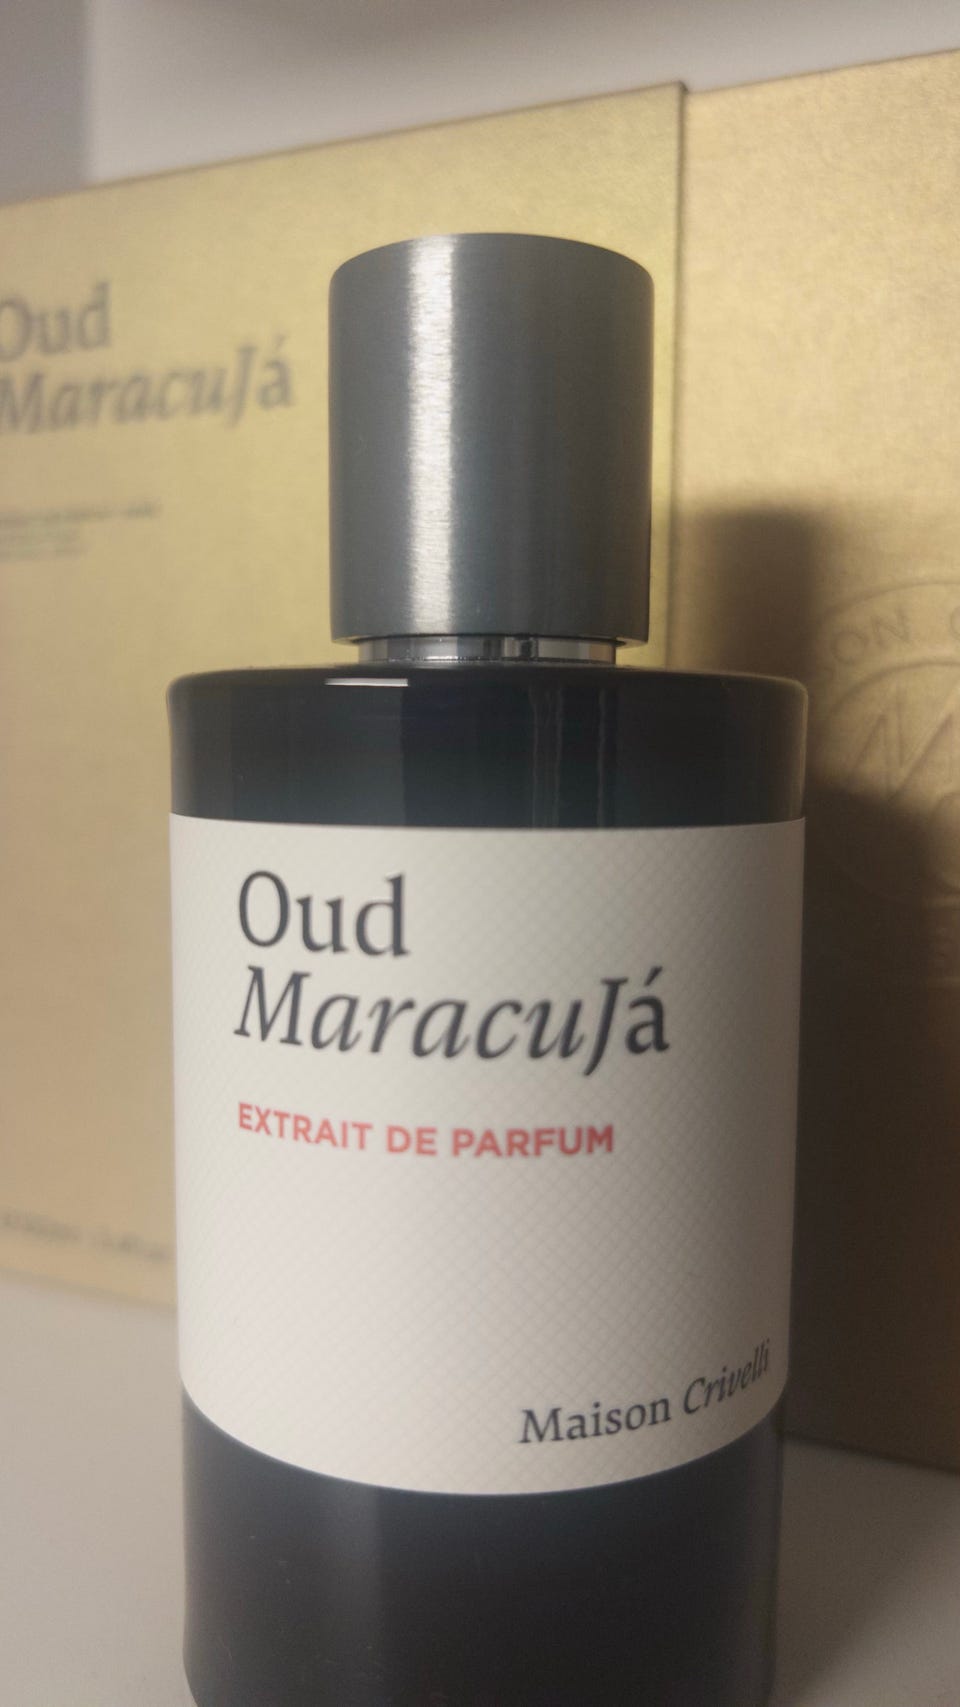 Oud
MaracuJá
Oud
MaracuJá
EXTRAIT DE PARFUM
Maison Crivelli